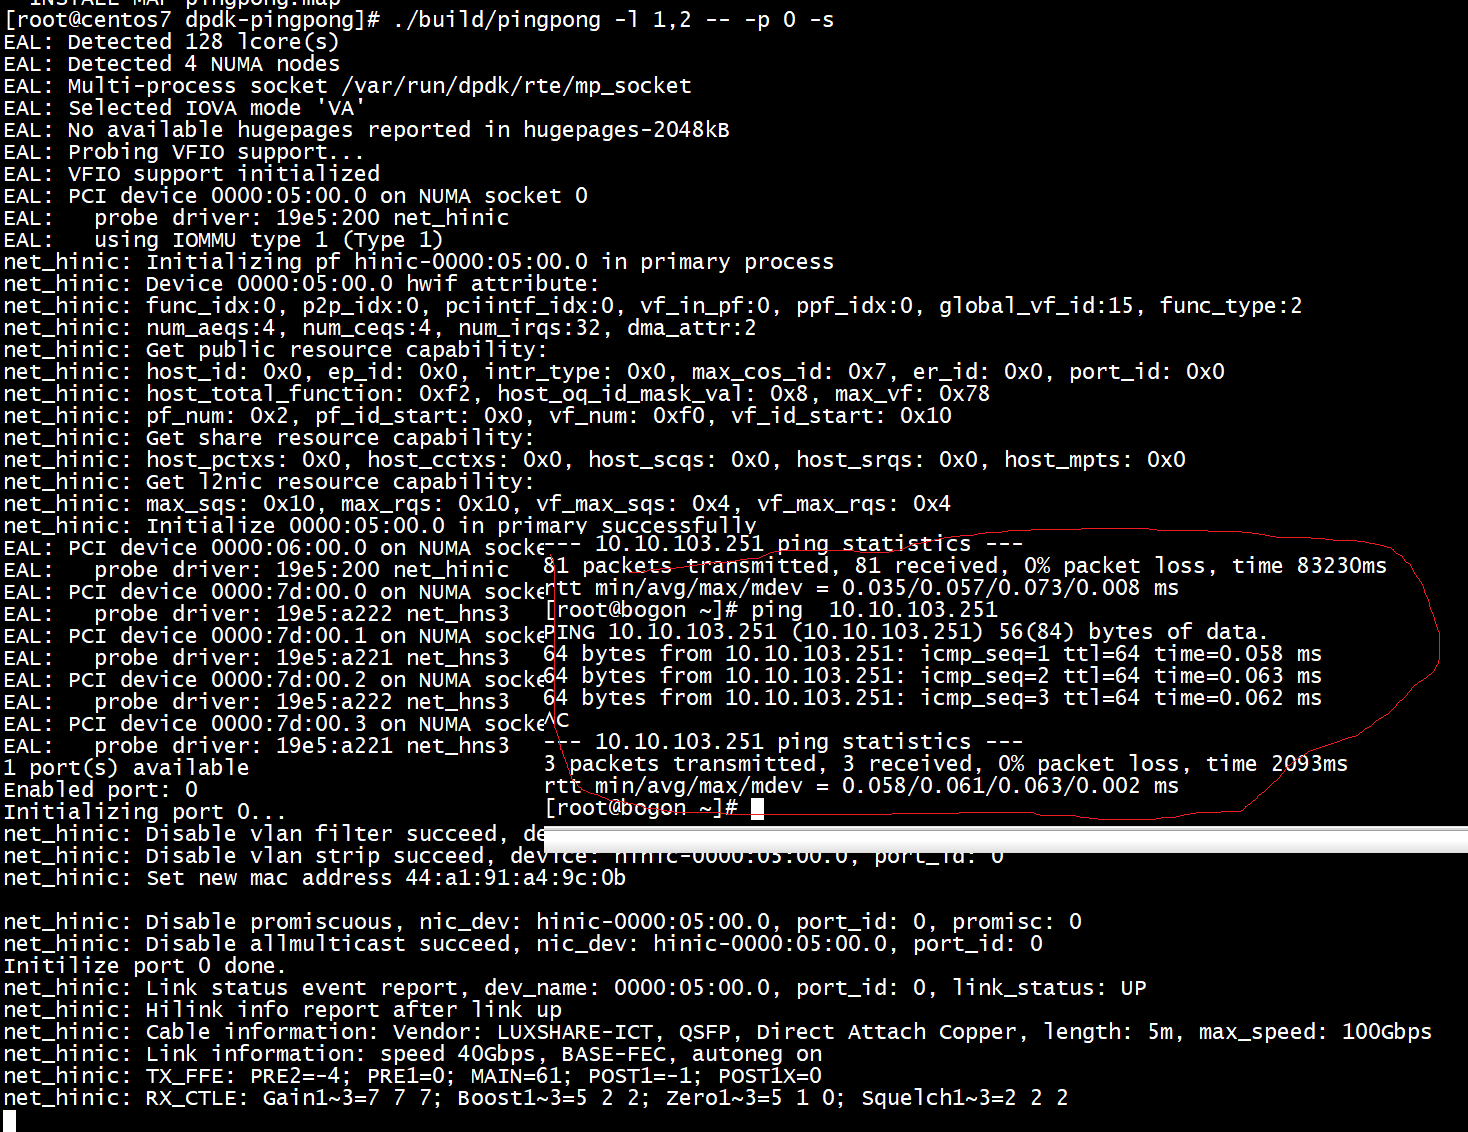 INSTALL-MAP pingpong.map
[root@centos7 dpdk-pingpong]# ./build/pingpong -l 1,2 -- -p 0 -s
EAL: Detected 128 lcore(s)
EAL: Detected 4 NUMA nodes
EAL: Multi-process socket /var/run/dpdk/rte/mp_socket
EAL: Selected IOVA mode 'VA'
EAL: No available hugepages reported in hugepages-2048kB
EAL: Probing VFIO support...
EAL: VFIO support initialized
EAL: PCI device 0000:05:00.0 on NUMA socket 0
EAL:   probe driver: 19e5:200 net_hinic
EAL:   using IOMMU type 1 (Type 1)
net_hinic: Initializing pf hinic-0000:05:00.0 in primary process
net_hinic: Device 0000:05:00.0 hwif attribute:
net_hinic: func_idx:0, p2p_idx:0, pciintf_idx:0, vf_in_pf:0, ppf_idx:0, global_vf_id:15, func_type:2
net_hinic: num_aeqs:4, num_ceqs:4, num_irqs:32, dma_attr:2
net_hinic: Get public resource capability:
net_hinic: host_id: 0x0, ep_id: 0x0, intr_type: 0x0, max_cos_id: 0x7, er_id: 0x0, port_id: 0x0
net_hinic: host_total_function: 0xf2, host_oq_id_mask_val: 0x8, max_vf: 0x78
net_hinic: pf_num: 0x2, pf_id_start: 0x0, vf_num: 0xf0, vf_id_start: 0x10
net_hinic: Get share resource capability:
net_hinic: host_pctxs: 0x0, host_cctxs: 0x0, host_scqs: 0x0, host_srqs: 0x0, host_mpts: 0x0
net_hinic: Get l2nic resource capability:
net_hinic: max_sqs: 0x10, max_rqs: 0x10, vf_max_sqs: 0x4, vf_max_rqs: 0x4
net_hinic: Initialize 0000:05:00.0 in primary successfully
EAL: PCI device 0000:06:00.0 on NUMA socke
EAL:   probe driver: 19e5:200 net_hinic
EAL: PCI device 0000:7d:00.0 on NUMA socke
EAL:   probe driver: 19e5:a222 net_hns3
EAL: PCI device 0000:7d:00.1 on NUMA socke
EAL:   probe driver: 19e5:a221 net_hns3
EAL: PCI device 0000:7d:00.2 on NUMA socke
EAL:   probe driver: 19e5:a222 net_hns3
EAL: PCI device 0000:7d:00.3 on NUMA socke
EAL:   probe driver: 19e5:a221 net_hns3
1 port(s) available
Enabled port: 0
Initializing port 0...
--- 10.10.103.251 ping statistics ---
81 packets transmitted, 81 received, 0% packet loss, time 83230ms
rtt min/avg/max/mdev = 0.035/0.057/0.073/0.008 ms
[root@bogon ~]# ping  10.10.103.251
PING 10.10.103.251 (10.10.103.251) 56(84) bytes of data.
64 bytes from 10.10.103.251: icmp_seq=1 ttl=64 time=0.058 ms
64 bytes from 10.10.103.251: icmp_seq=2 ttl=64 time=0.063 ms
64 bytes from 10.10.103.251: icmp_seq=3 ttl=64 time=0.062 ms
^C
--- 10.10.103.251 ping statistics ---
3 packets transmitted, 3 received, 0% packet loss, time 2093ms
rtt min/avg/max/mdev = 0.058/0.061/0.063/0.002 ms
[root@bogon ~]#
net_hinic: Disable vlan filter succeed, de
net_hinic: Disable vlan strip succeed, device: hinic-0000:05:00.0, port_id: 0
net_hinic: Set new mac address 44:a1:91:a4:9c:0b
net_hinic: Disable promiscuous, nic_dev: hinic-0000:05:00.0, port_id: 0, promisc: 0
net_hinic: Disable allmulticast succeed, nic_dev: hinic-0000:05:00.0, port_id: 0
Initilize port 0 done.
net_hinic: Link status event report, dev_name: 0000:05:00.0, port_id: 0, link_status: UP
net_hinic: Hilink info report after link up
net_hinic: Cable information: Vendor: LUXSHARE-ICT, QSFP, Direct Attach Copper, length: 5m, max_speed: 100Gbps
net_hinic: Link information: speed 40Gbps, BASE-FEC, autoneg on
net_hinic: TX_FFE: PRE2=-4; PRE1=0; MAIN=61; POST1=-1; POST1X=0
net_hinic: RX_CTLE: Gain1~3=7 7 7; Boost1~3=5 2 2; Zero1~3=5 1 0; Squelch1~3=2 2 2